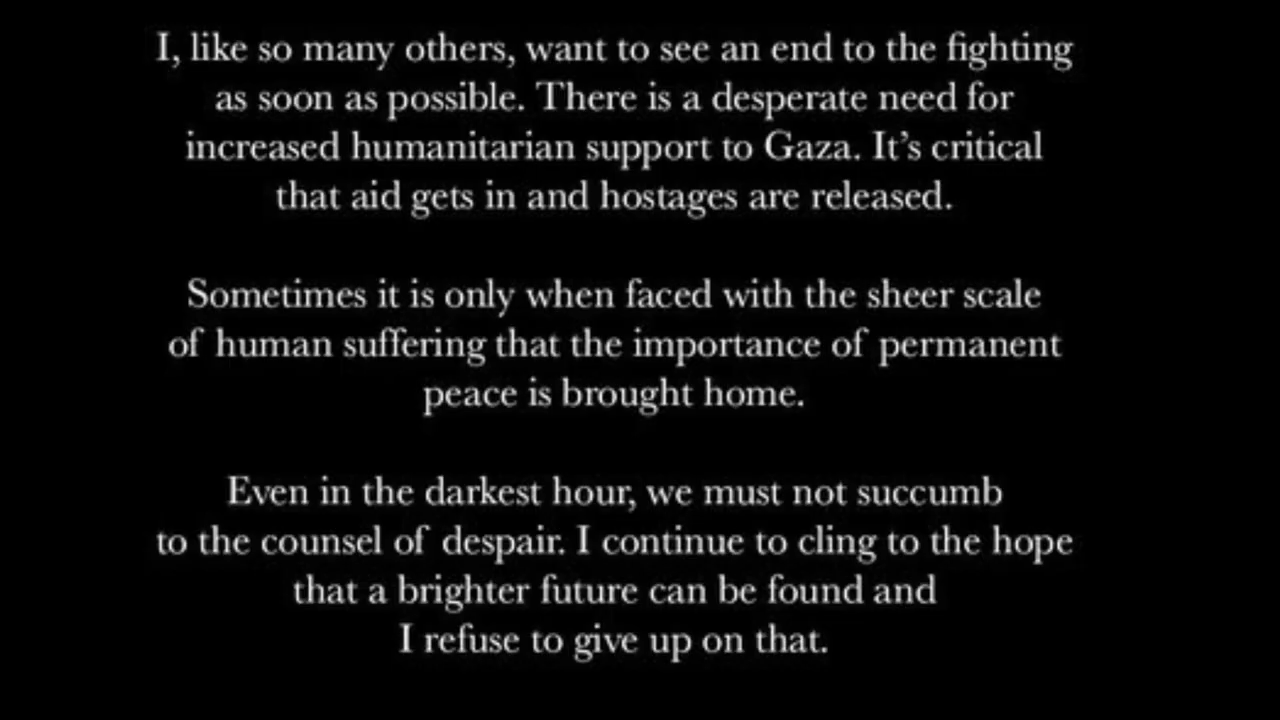 I, like so many others, want to see an end to the fighting
as soon as possible. There is a desperate need for
increased humanitarian support to Gaza. It’s critical
that aid gets in and hostages are released.
Sometimes it is only when faced with the sheer scale
of human suffering that the importance of permanent
peace is brought home.
Even in the darkest hour, we must not succumb
to the counsel of despair. I continue to cling to the hope
that a brighter future can be found and
I refuse to give up on that.